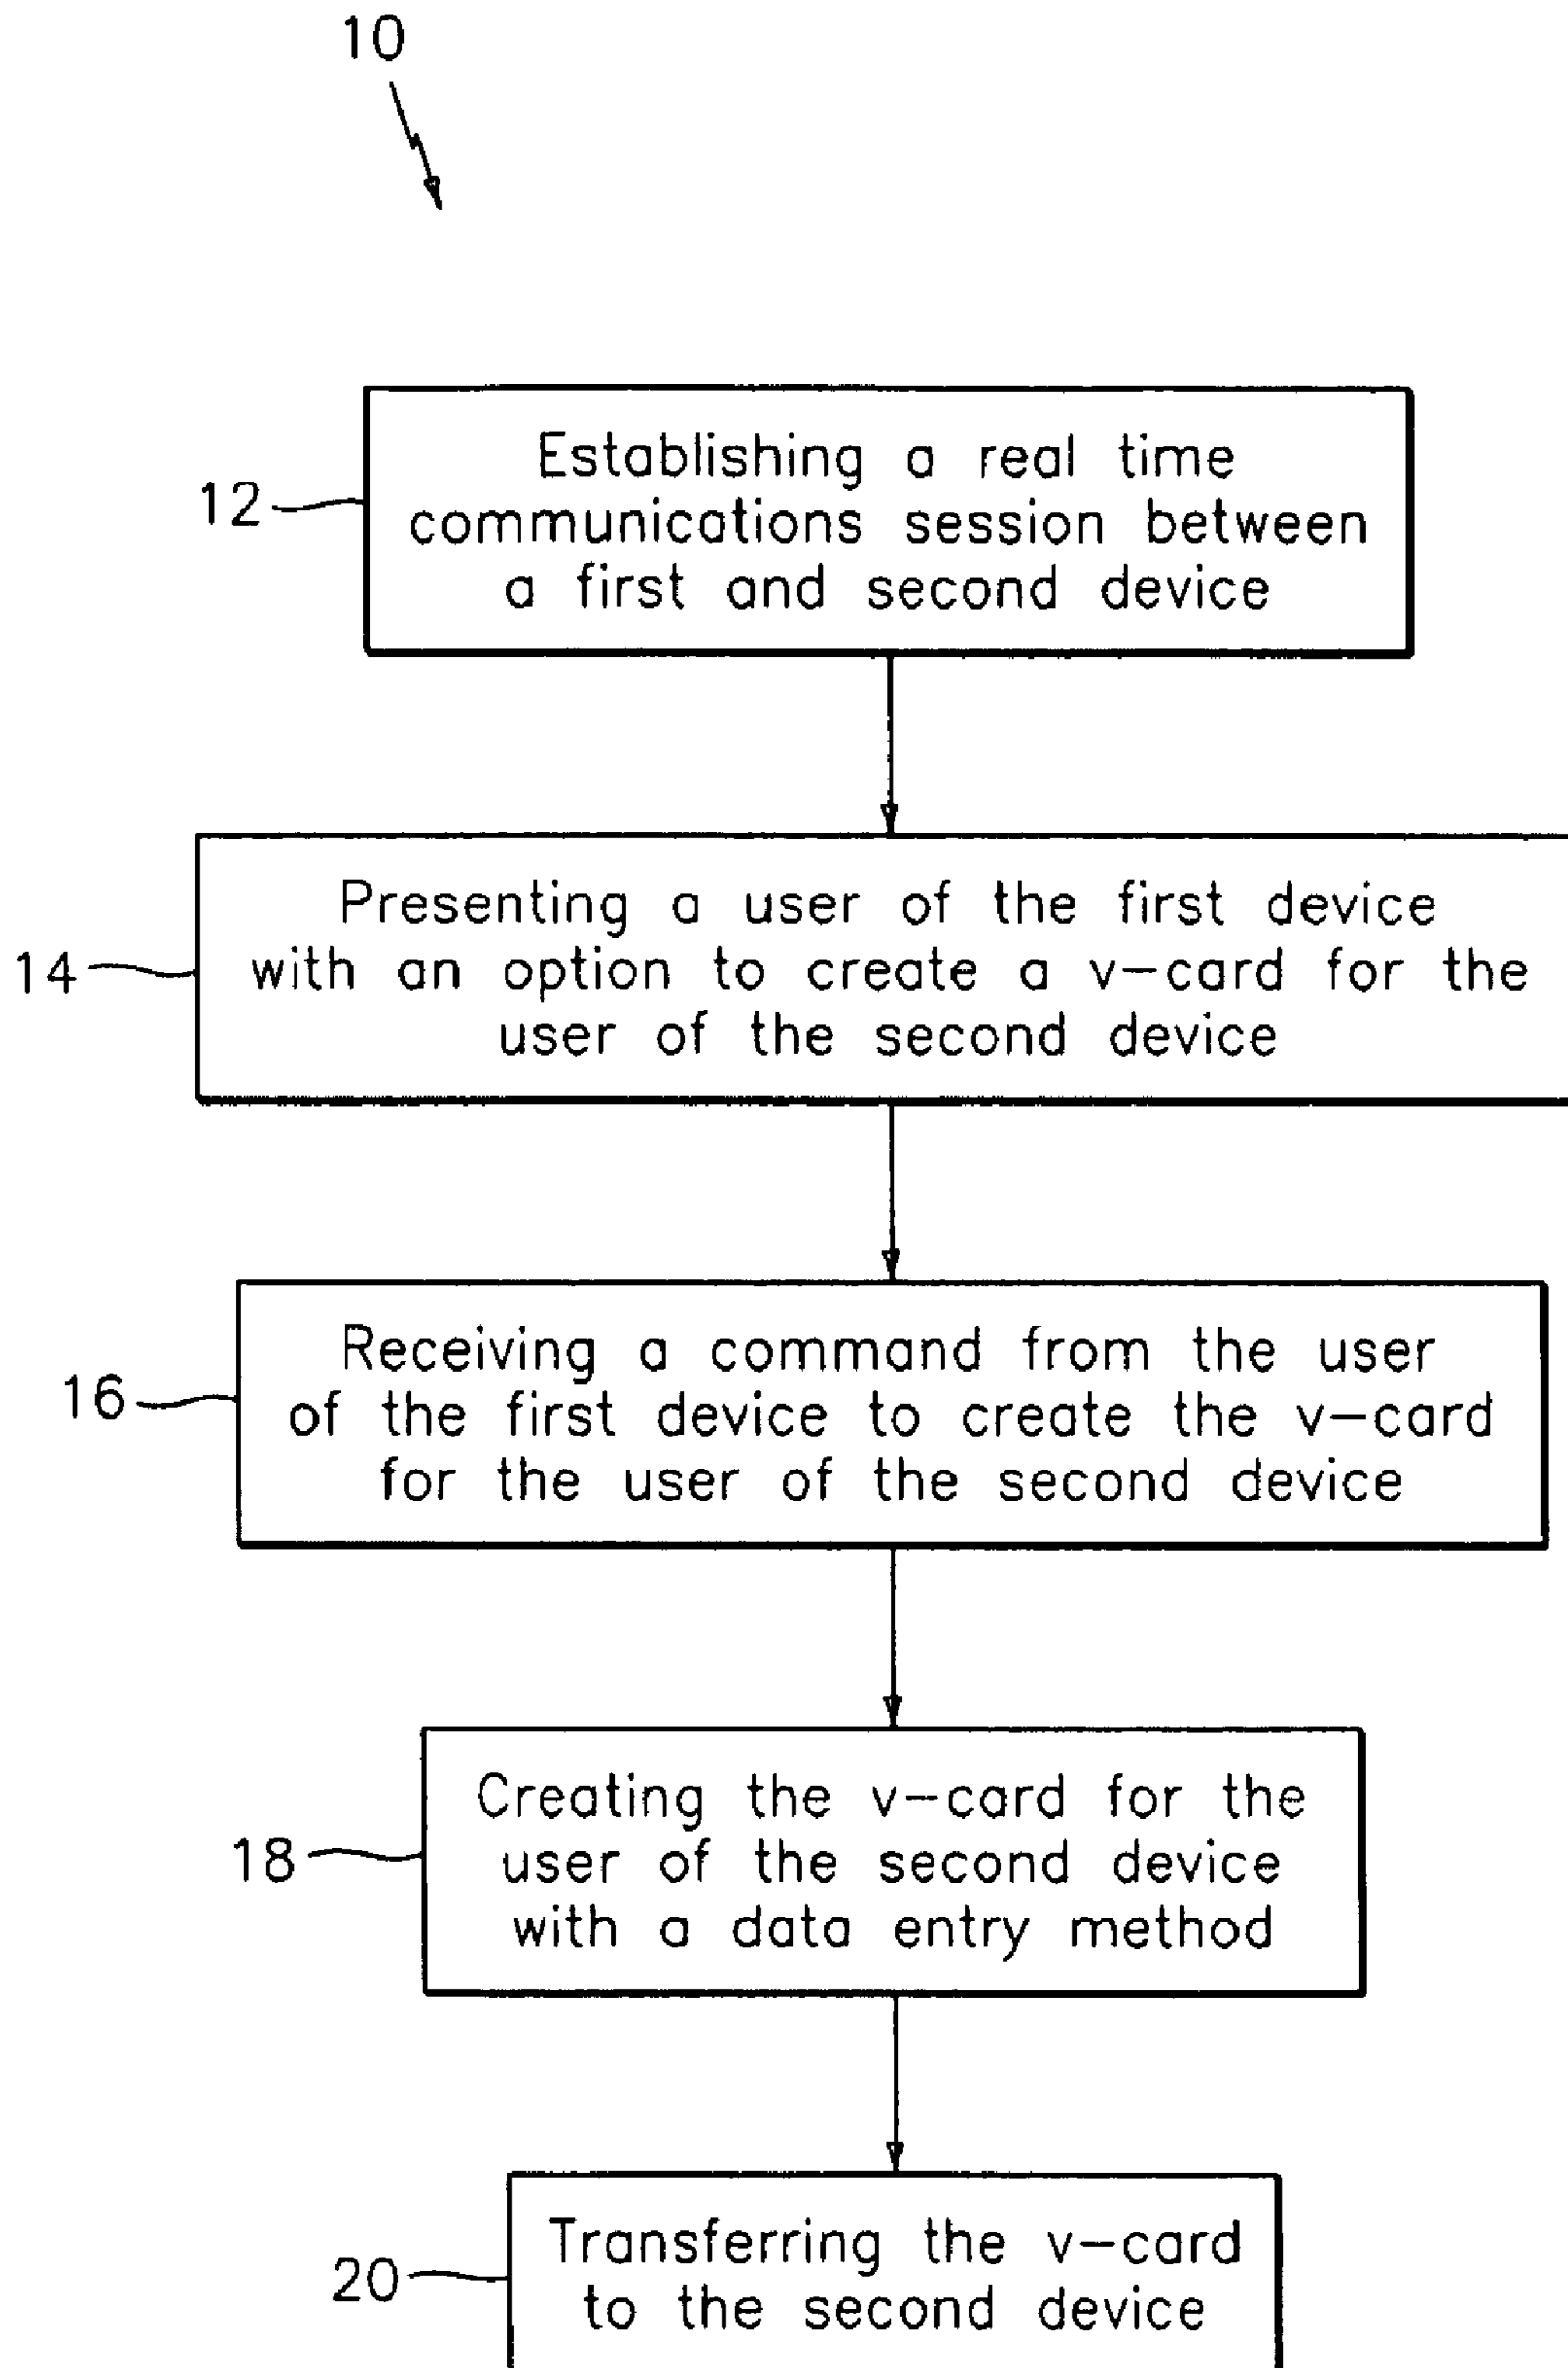 10
12
Establishing a real time
communications session between
a first and second device
14
Presenting a user of the first device
with an option to create a v-card for the
user of the second device
16
Receiving a command from the user
of the first device to create the v-card
for the user of the second device
18
Creating the v-card for the
user of the second device
with a data entry method
20
Transferring the v-card
to the second device